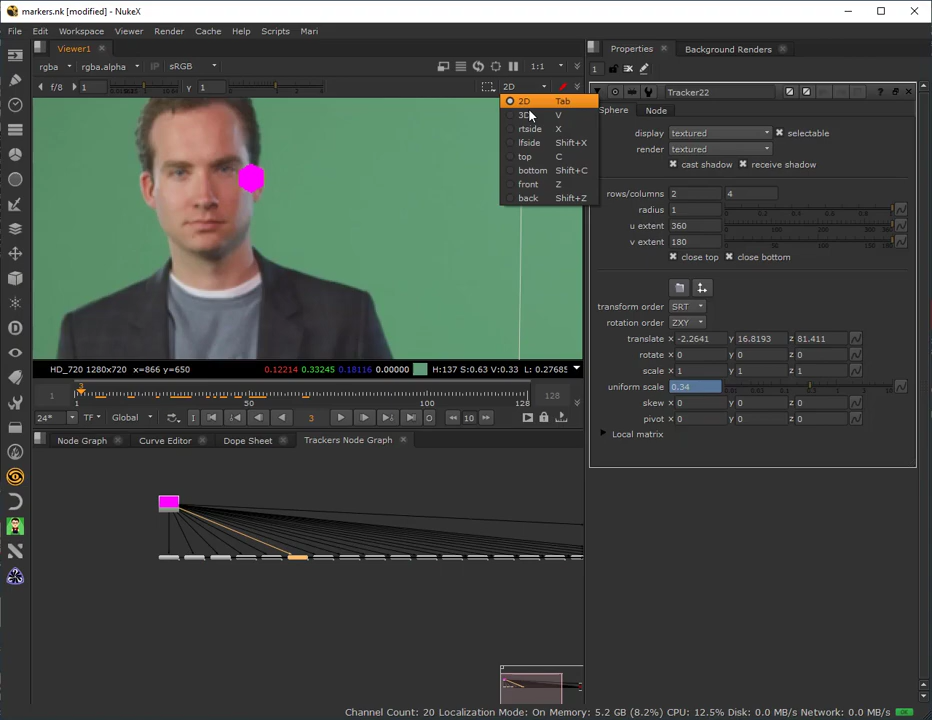 markers.nk [modified] - NukeX
File Edit Workspace Viewer Render Cache Help Scripts Mari
Viewer1
rgba rgba.alpha IP sRGB 1:1
f/8 1 Y 1 2D
2D Tab
3D V
rtside X
lfside Shift+X
top C
bottom Shift+C
front Z
back Shift+Z
HD_720 1280x720 x=866 y=650 0.12214 0.33245 0.19732 0.00000 H:137 S:0.63 V:0.33 L: 0.27685
3
1 1 50 100 128 128
24* TF Global 3 10
Node Graph Curve Editor Dope Sheet Trackers Node Graph
Properties Background Renders
1
Tracker22
Sphere Node
display textured selectable
render textured
cast shadow receive shadow
rows/columns 2 4
radius 1
u extent 360
v extent 180
close top close bottom
transform order SRT
rotation order ZXY
translate x -2.2641 y 16.8193 z 81.411
rotate x 0 y 0 z 0
scale x 1 y 1 z 1
uniform scale 0.34
skew x 0 y 0 z 0
pivot x 0 y 0 z 0
Local matrix
Channel Count: 20 Localization Mode: On Memory: 5.2 GB (8.2%) CPU: 12.5% Disk: 0.0 MB/s Network: 0.0 MB/s